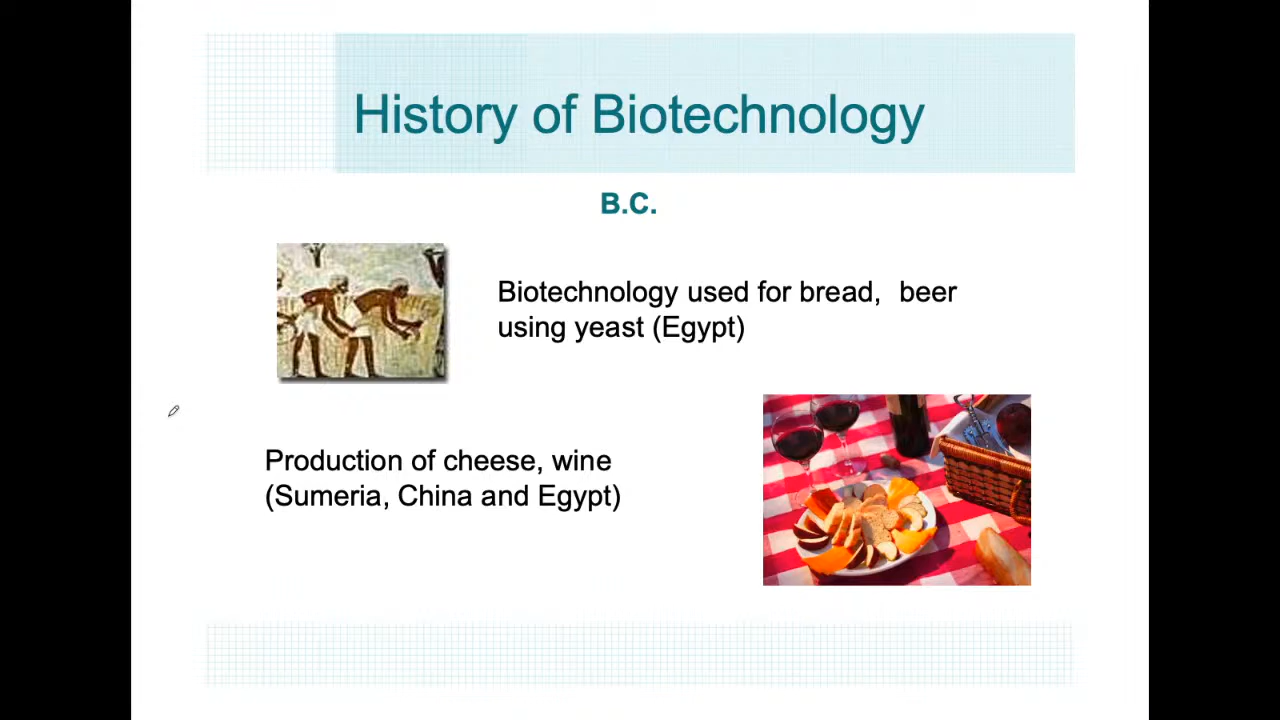 History of Biotechnology
B.C.
Biotechnology used for bread,  beer
using yeast (Egypt)
Production of cheese, wine
(Sumeria, China and Egypt)